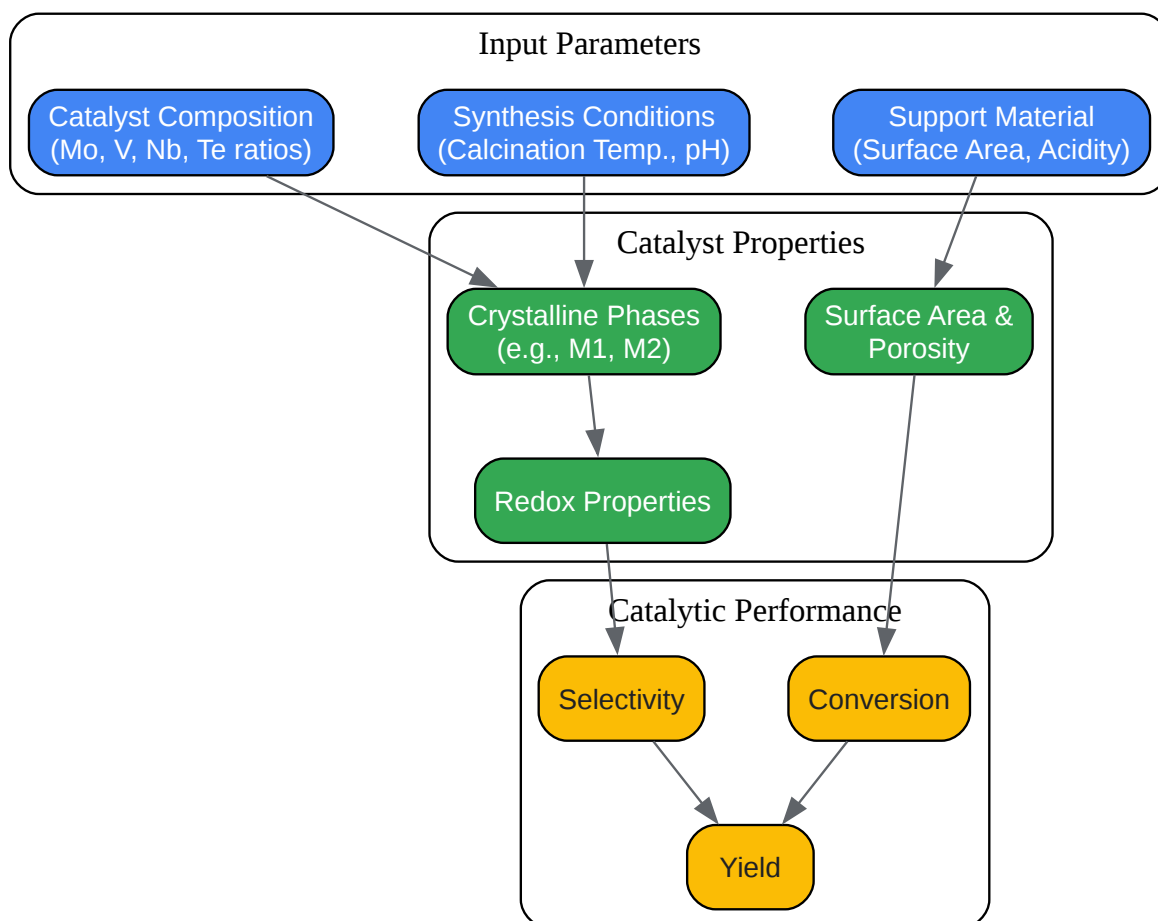 Input Parameters
Catalyst Composition
(Mo, V, Nb, Te ratios)
Synthesis Conditions
(Calcination Temp., pH)
Support Material
(Surface Area, Acidity)
Catalyst Properties
Crystalline Phases
(e.g., M1, M2)
Surface Area &
Porosity
Redox Properties
Catalytic Performance
Selectivity
Conversion
Yield